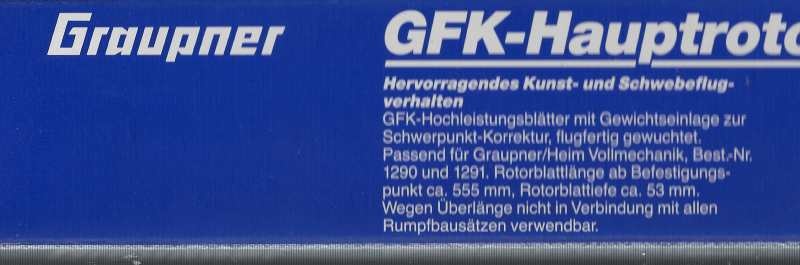 Graupner
GFK-Hauptroto
Hervorragendes Kunst- und Schwebeflug-
verhalten
GFK-Hochleistungsblätter mit Gewichtseinlage zur
Schwerpunkt-Korrektur, flugfertig gewuchtet.
Passend für Graupner/Heim Vollmechanik, Best.-Nr.
1290 und 1291. Rotorblattlänge ab Befestigungs-
punkt ca. 555 mm, Rotorblattiefe ca. 53 mm.
Wegen Überlänge nicht in Verbindung mit allen
Rumpfbausätzen verwendbar.